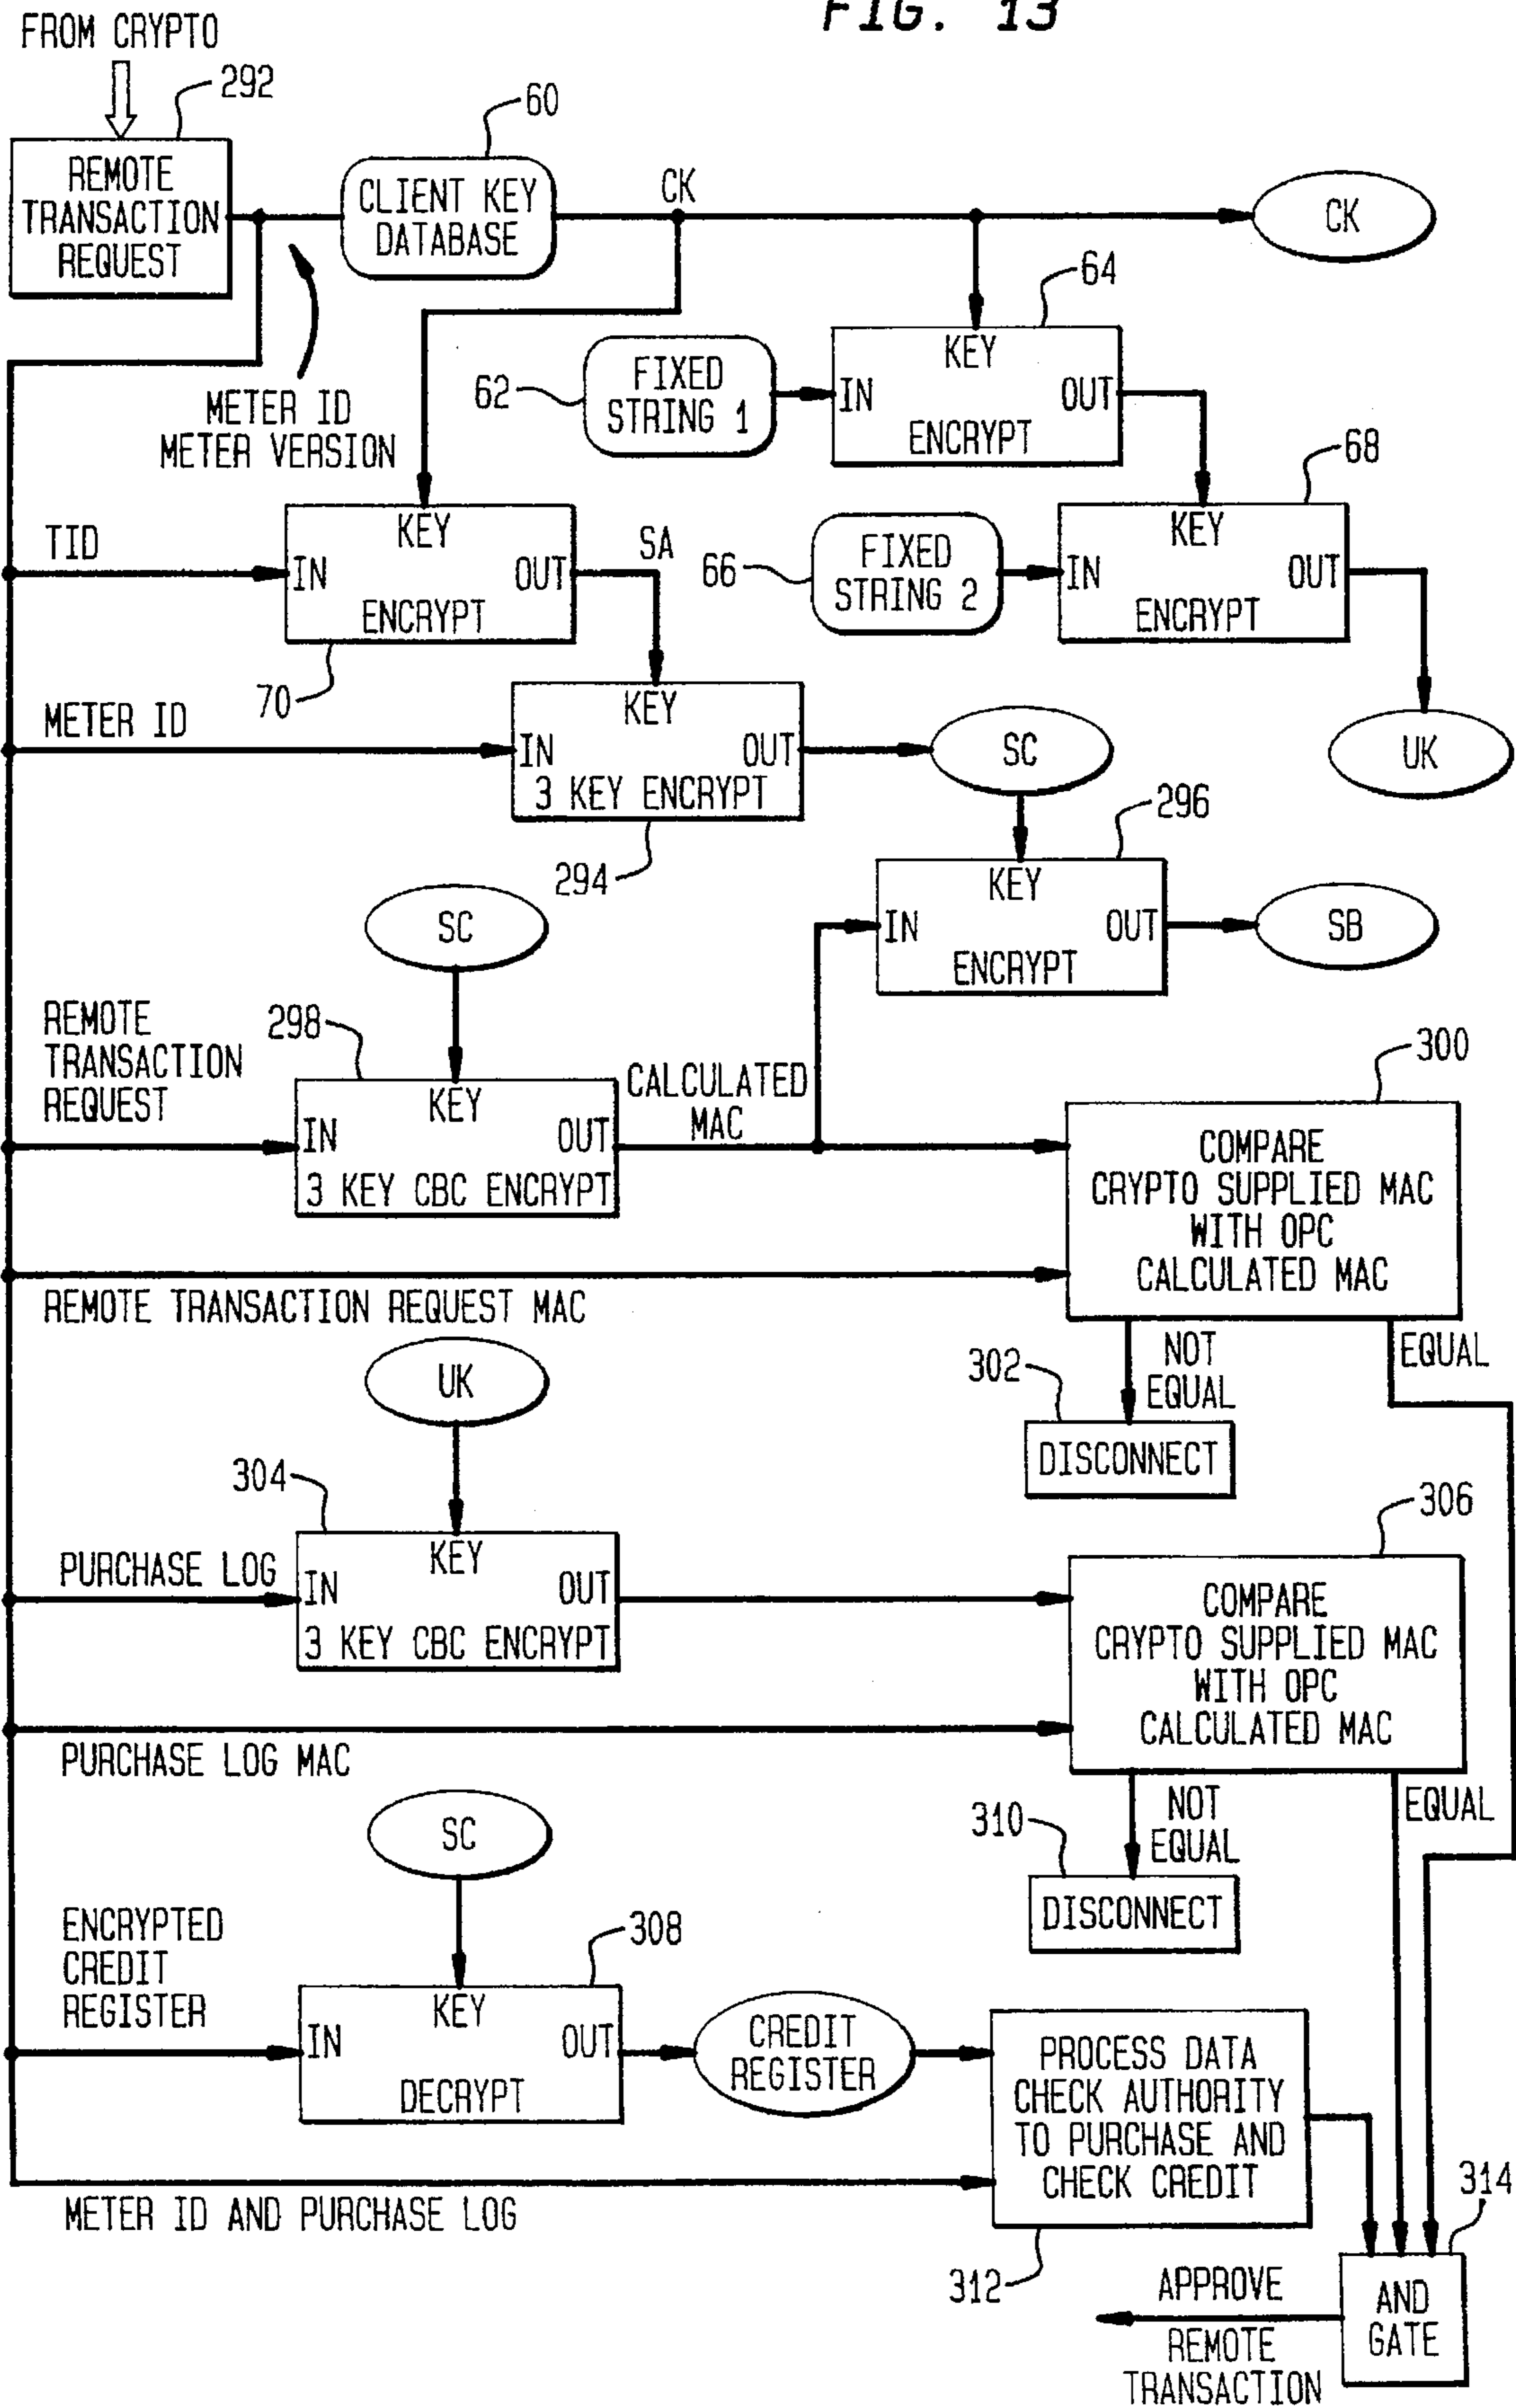 FIG. 13
FROM CRYPTO
292
REMOTE
TRANSACTION
REQUEST
60
CLIENT KEY
DATABASE
CK
CK
METER ID
METER VERSION
64
62
FIXED
STRING 1
KEY
IN
OUT
ENCRYPT
68
TID
KEY
IN
OUT
ENCRYPT
70
SA
66
FIXED
STRING 2
KEY
IN
OUT
ENCRYPT
METER ID
KEY
IN
OUT
3 KEY ENCRYPT
294
SC
UK
296
KEY
IN
OUT
ENCRYPT
SB
SC
REMOTE
TRANSACTION
REQUEST
298
KEY
IN
OUT
3 KEY CBC ENCRYPT
CALCULATED
MAC
300
COMPARE
CRYPTO SUPPLIED MAC
WITH OPC
CALCULATED MAC
REMOTE TRANSACTION REQUEST MAC
302
NOT
EQUAL
EQUAL
DISCONNECT
UK
304
PURCHASE LOG
KEY
IN
OUT
3 KEY CBC ENCRYPT
306
COMPARE
CRYPTO SUPPLIED MAC
WITH OPC
CALCULATED MAC
PURCHASE LOG MAC
310
NOT
EQUAL
EQUAL
DISCONNECT
SC
ENCRYPTED
CREDIT
REGISTER
308
KEY
IN
OUT
DECRYPT
CREDIT
REGISTER
PROCESS DATA
CHECK AUTHORITY
TO PURCHASE AND
CHECK CREDIT
METER ID AND PURCHASE LOG
312
314
AND
GATE
APPROVE
REMOTE
TRANSACTION